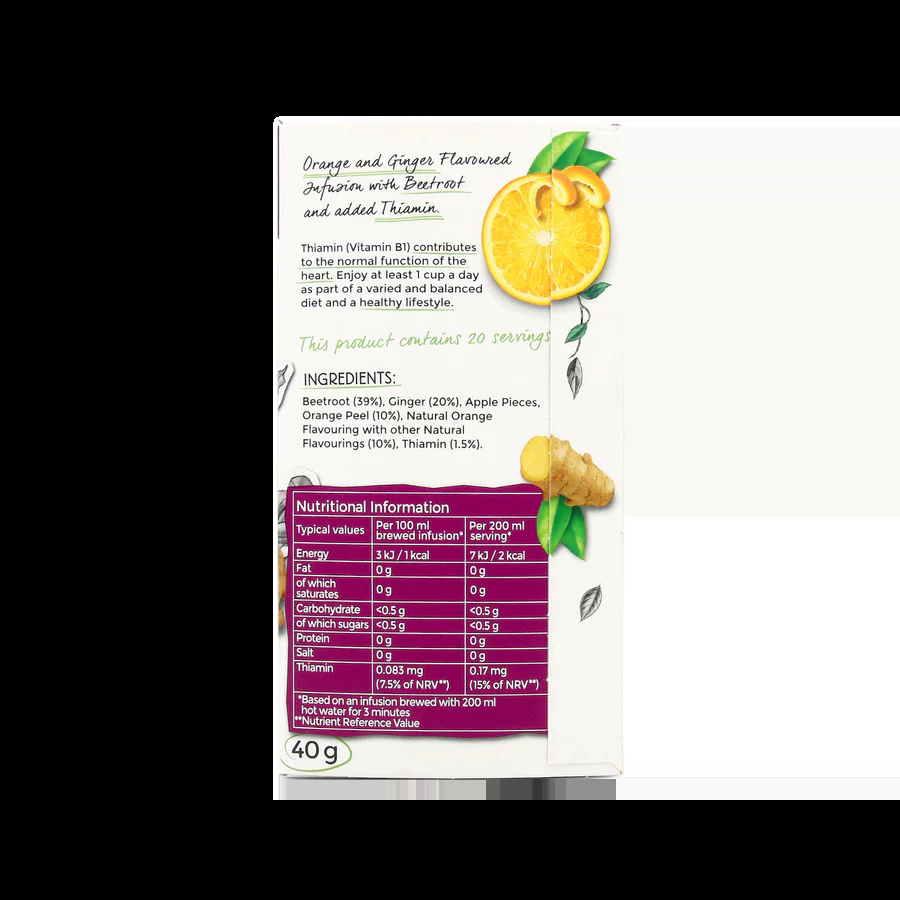 Orange and Ginger Flavoured
Infusion with Beetroot
and added Thiamin.
Thiamin (Vitamin B1) contributes
to the normal function of the
heart. Enjoy at least 1 cup a day
as part of a varied and balanced
diet and a healthy lifestyle.
This product contains 20 servings
INGREDIENTS:
Beetroot (39%), Ginger (20%), Apple Pieces,
Orange Peel (10%), Natural Orange
Flavouring with other Natural
Flavourings (10%), Thiamin (1.5%).
Nutritional Information
Typical values Per 100 ml brewed infusion* Per 200 ml serving*
Energy 3 kJ / 1 kcal 7 kJ / 2 kcal
Fat 0 g 0 g
of which saturates 0 g 0 g
Carbohydrate <0.5 g <0.5 g
of which sugars <0.5 g <0.5 g
Protein 0 g 0 g
Salt 0 g 0 g
Thiamin 0.083 mg 0.17 mg
(7.5% of NRV**) (15% of NRV**)
*Based on an infusion brewed with 200 ml
hot water for 3 minutes
**Nutrient Reference Value
40 g